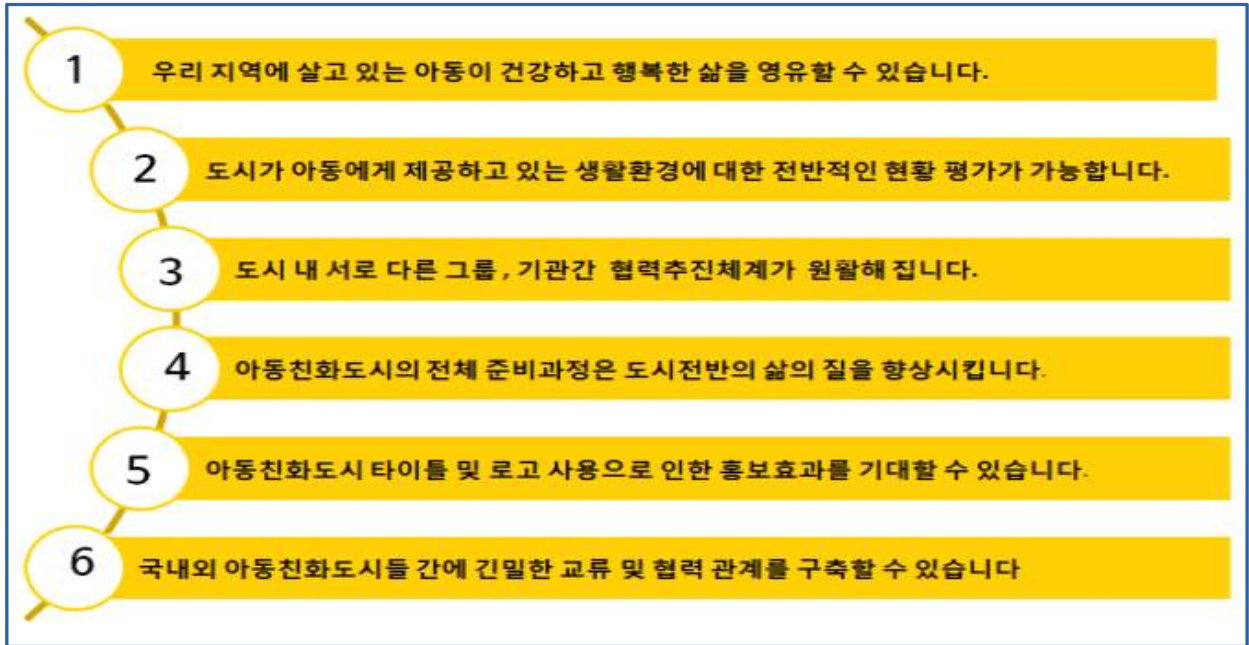 1 우리 지역에 살고 있는 아동이 건강하고 행복한 삶을 영유할 수 있습니다.
2 도시가 아동에게 제공하고 있는 생활환경에 대한 전반적인 현황 평가가 가능합니다.
3 도시 내 서로 다른 그룹, 기관간 협력추진체계가 원활해 집니다.
4 아동친화도시의 전체 준비과정은 도시전반의 삶의 질을 향상시킵니다.
5 아동친화도시 타이틀 및 로고 사용으로 인한 홍보효과를 기대할 수 있습니다.
6 국내외 아동친화도시들 간에 긴밀한 교류 및 협력 관계를 구축할 수 있습니다